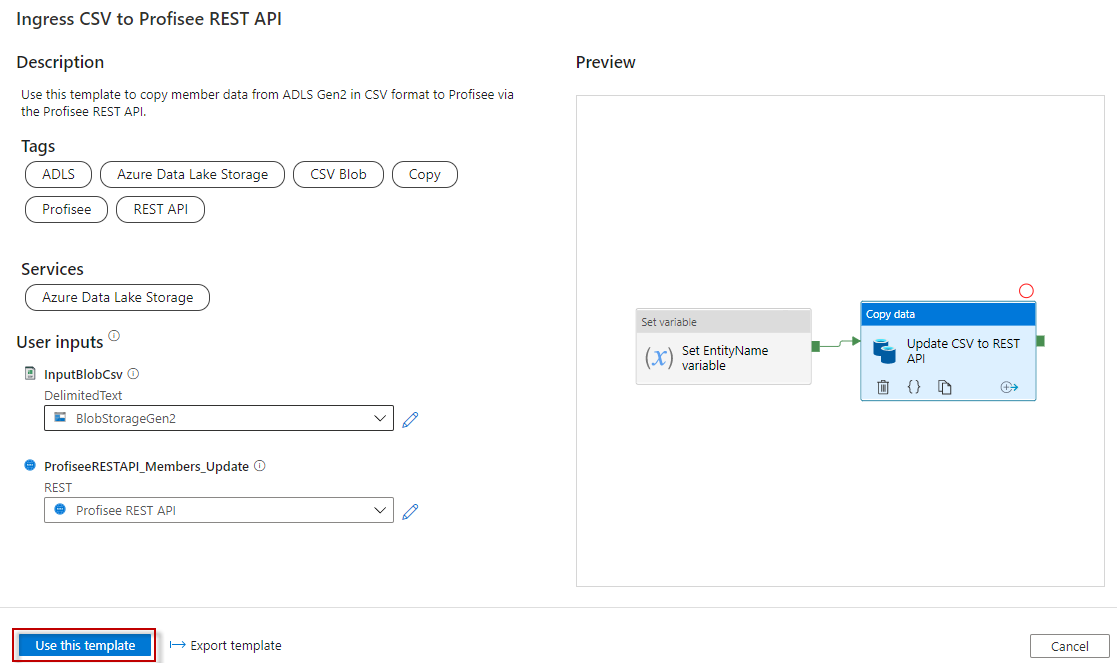 Ingress CSV to Profisee REST API
Description
Use this template to copy member data from ADLS Gen2 in CSV format to Profisee via
the Profisee REST API.
Tags
ADLS
Azure Data Lake Storage
CSV Blob
Copy
Profisee
REST API
Services
Azure Data Lake Storage
User inputs
InputBlobCsv
DelimitedText
BlobStorageGen2
ProfiseeRESTAPI_Members_Update
REST
Profisee REST API
Preview
Set variable
(x)
Set EntityName
variable
Copy data
Update CSV to REST
API
{ }
Use this template
Export template
Cancel